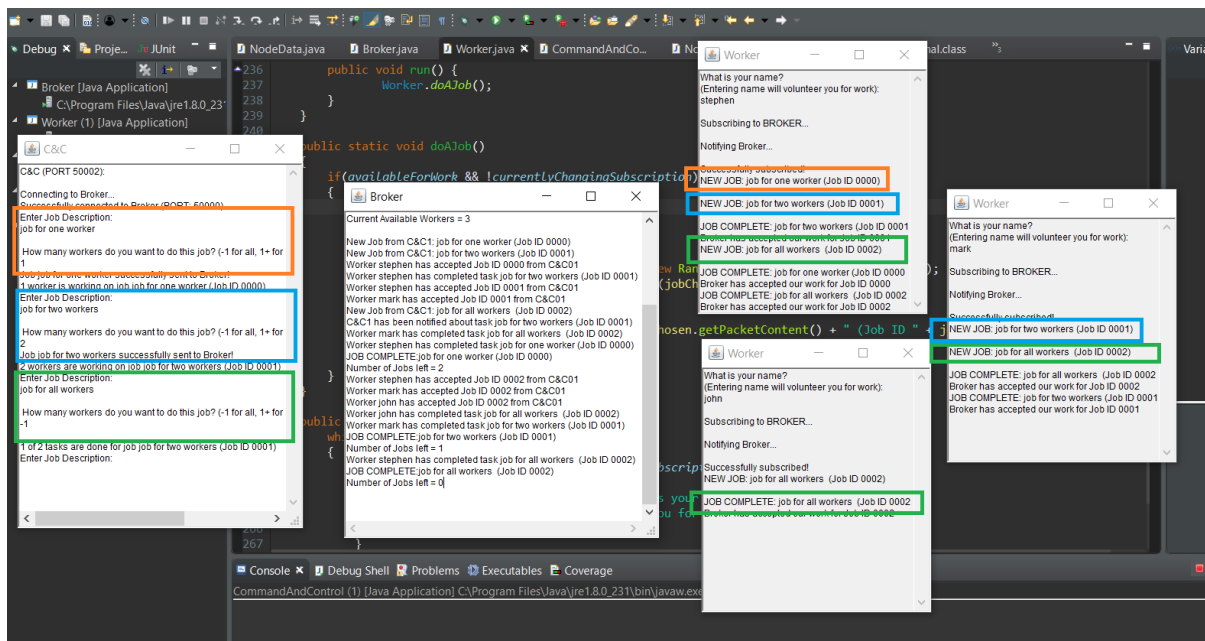 Debug
Proje...
JUnit
NodeData.java
Broker.java
Worker.java
CommandAndCo...
nal.class
Varia
Broker [Java Application]
C:\Program Files\Java\jre1.8.0_231
Worker (1) [Java Application]
236 public void run() {
237 Worker.doAJob();
238 }
239 }
240
public static void doAJob()
{
if(availableForWork && !currentlyChangingSubscription)
{
hosen.getPacketContent() + " (Job ID " + j
267 }
C&C
C&C (PORT 50002):
Connecting to Broker...
Successfully connected to Broker (PORT: 50000)
Enter Job Description:
job for one worker
How many workers do you want to do this job? (-1 for all, 1+ for
1
Job job for one worker successfully sent to Broker!
1 worker is working on job job for one worker (Job ID 0000)
Enter Job Description:
job for two workers
How many workers do you want to do this job? (-1 for all, 1+ for
2
Job job for two workers successfully sent to Broker!
2 workers are working on job job for two workers (Job ID 0001)
Enter Job Description:
job for all workers
How many workers do you want to do this job? (-1 for all, 1+ for
-1
1 of 2 tasks are done for job job for two workers (Job ID 0001)
Enter Job Description:
Broker
Current Available Workers = 3
New Job from C&C1: job for one worker (Job ID 0000)
New Job from C&C1: job for two workers (Job ID 0001)
Worker stephen has accepted Job ID 0000 from C&C01
Worker stephen has completed task job for two workers (Job ID 0001)
Worker stephen has accepted Job ID 0001 from C&C01
Worker mark has accepted Job ID 0001 from C&C01
New Job from C&C1: job for all workers (Job ID 0002)
C&C1 has been notified about task job for two workers (Job ID 0001)
Worker mark has completed task job for all workers (Job ID 0002)
Worker stephen has completed task job for one worker (Job ID 0000)
JOB COMPLETE:job for one worker (Job ID 0000)
Number of Jobs left = 2
Worker stephen has accepted Job ID 0002 from C&C01
Worker mark has accepted Job ID 0002 from C&C01
Worker john has accepted Job ID 0002 from C&C01
Worker john has completed task job for all workers (Job ID 0002)
Worker mark has completed task job for two workers (Job ID 0001)
JOB COMPLETE:job for two workers (Job ID 0001)
Number of Jobs left = 1
Worker stephen has completed task job for all workers (Job ID 0002)
JOB COMPLETE:job for all workers (Job ID 0002)
Number of Jobs left = 0
Worker
What is your name?
(Entering name will volunteer you for work):
stephen
Subscribing to BROKER...
Notifying Broker...
Successfully subscribed!
NEW JOB: job for one worker (Job ID 0000)
NEW JOB: job for two workers (Job ID 0001)
JOB COMPLETE: job for two workers (Job ID 0001
Broker has accepted our work for Job ID 0001
NEW JOB: job for all workers (Job ID 0002)
JOB COMPLETE: job for one worker (Job ID 0000
Broker has accepted our work for Job ID 0000
JOB COMPLETE: job for all workers (Job ID 0002
Broker has accepted our work for Job ID 0002
Worker
What is your name?
(Entering name will volunteer you for work):
mark
Subscribing to BROKER...
Notifying Broker...
Successfully subscribed!
NEW JOB: job for two workers (Job ID 0001)
NEW JOB: job for all workers (Job ID 0002)
JOB COMPLETE: job for all workers (Job ID 0002
Broker has accepted our work for Job ID 0002
JOB COMPLETE: job for two workers (Job ID 0001
Broker has accepted our work for Job ID 0001
Worker
What is your name?
(Entering name will volunteer you for work):
john
Subscribing to BROKER...
Notifying Broker...
Successfully subscribed!
NEW JOB: job for all workers (Job ID 0002)
JOB COMPLETE: job for all workers (Job ID 0002
Broker has accepted our work for Job ID 0002
Console
Debug Shell
Problems
Executables
Coverage
CommandAndControl (1) [Java Application] C:\Program Files\Java\jre1.8.0_231\bin\javaw.exe